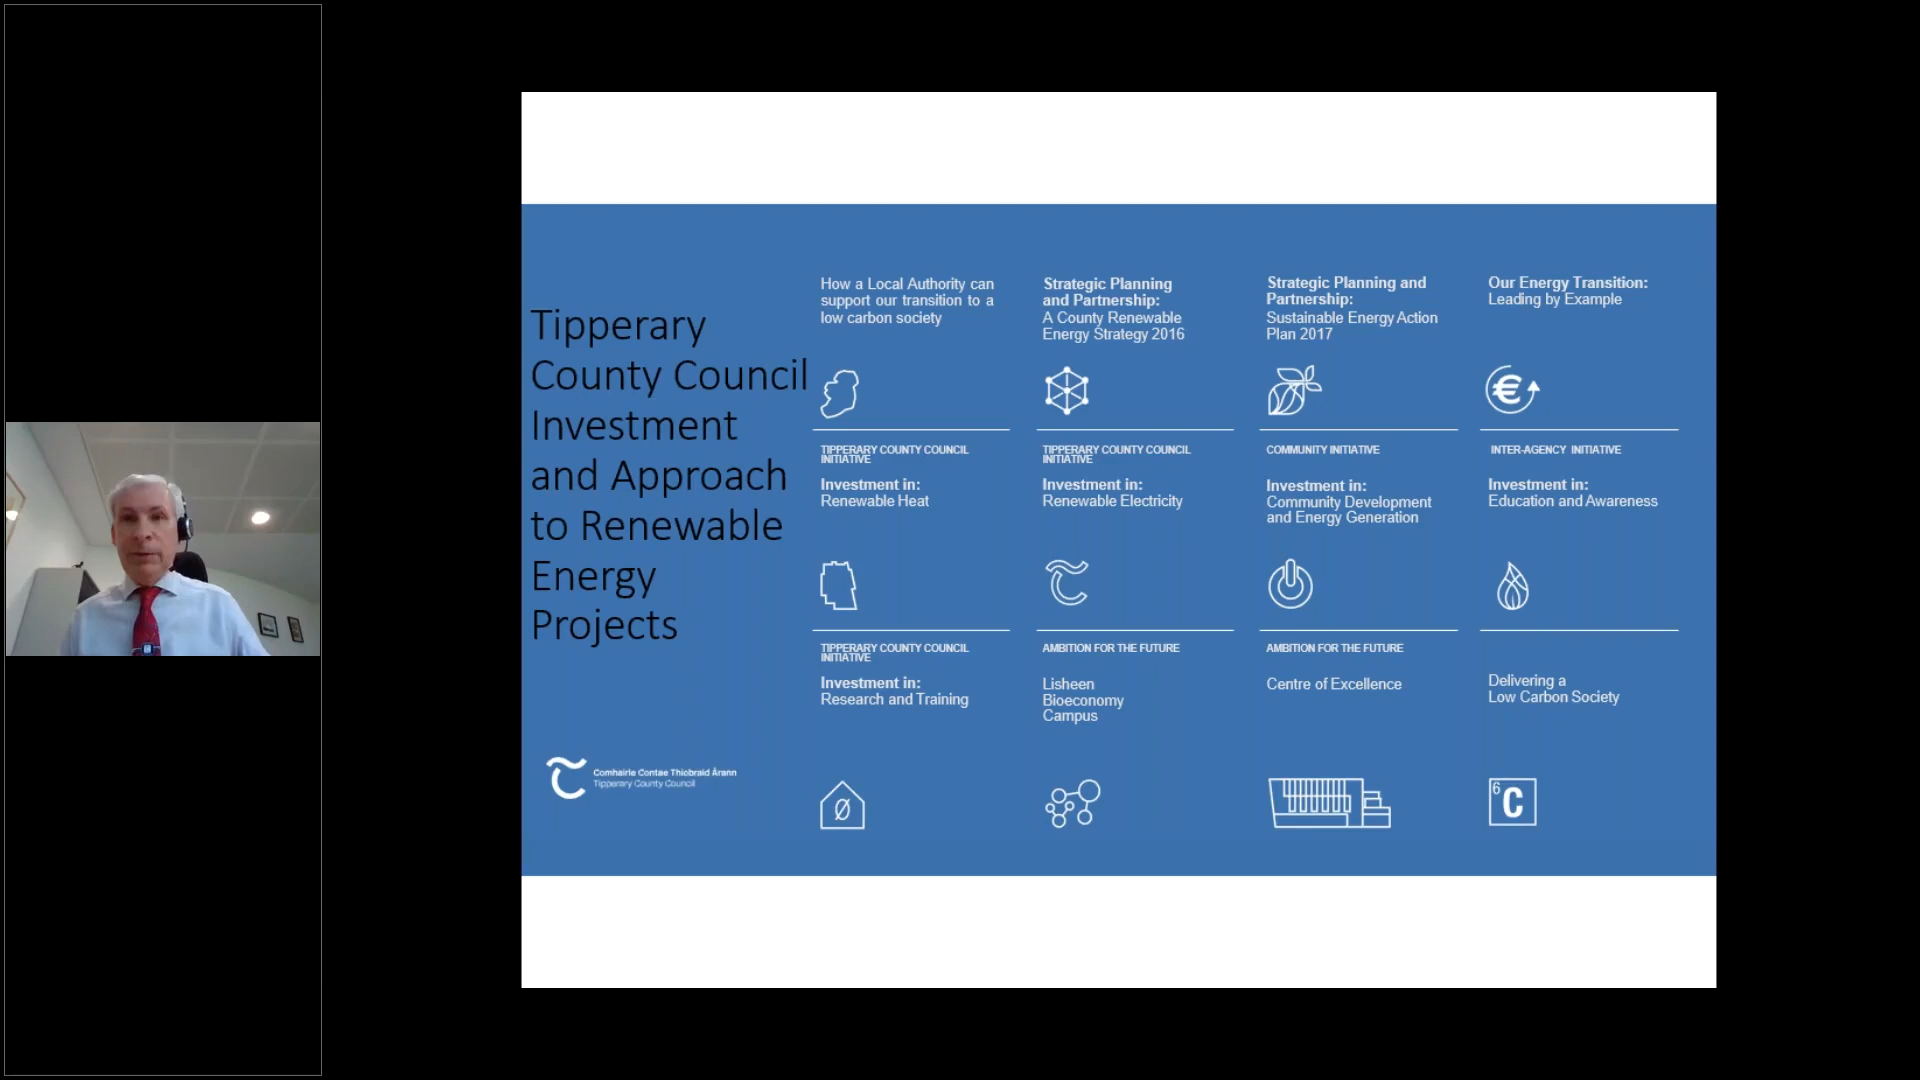 Tipperary
County Council
Investment
and Approach
to Renewable
Energy
Projects
Comhairle Contae Thiobraid Árann
Tipperary County Council
How a Local Authority can
support our transition to a
low carbon society
Strategic Planning
and Partnership:
A County Renewable
Energy Strategy 2016
Strategic Planning and
Partnership:
Sustainable Energy Action
Plan 2017
Our Energy Transition:
Leading by Example
€
TIPPERARY COUNTY COUNCIL
INITIATIVE
Investment in:
Renewable Heat
TIPPERARY COUNTY COUNCIL
INITIATIVE
Investment in:
Renewable Electricity
COMMUNITY INITIATIVE
Investment in:
Community Development
and Energy Generation
INTER-AGENCY INITIATIVE
Investment in:
Education and Awareness
TIPPERARY COUNTY COUNCIL
INITIATIVE
Investment in:
Research and Training
AMBITION FOR THE FUTURE
Lisheen
Bioeconomy
Campus
AMBITION FOR THE FUTURE
Centre of Excellence
Delivering a
Low Carbon Society
Ø
6
C